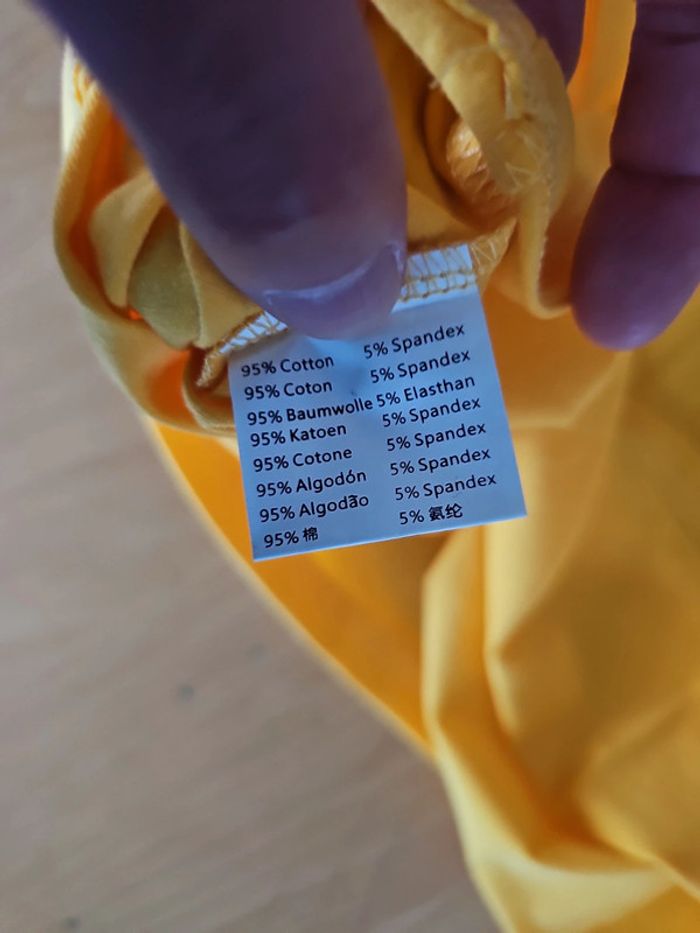 95% Cotton 5% Spandex
95% Coton 5% Spandex
95% Baumwolle 5% Elasthan
95% Katoen 5% Spandex
95% Cotone 5% Spandex
95% Algodón 5% Spandex
95% Algodão 5% Spandex
95% 棉 5% 氨纶